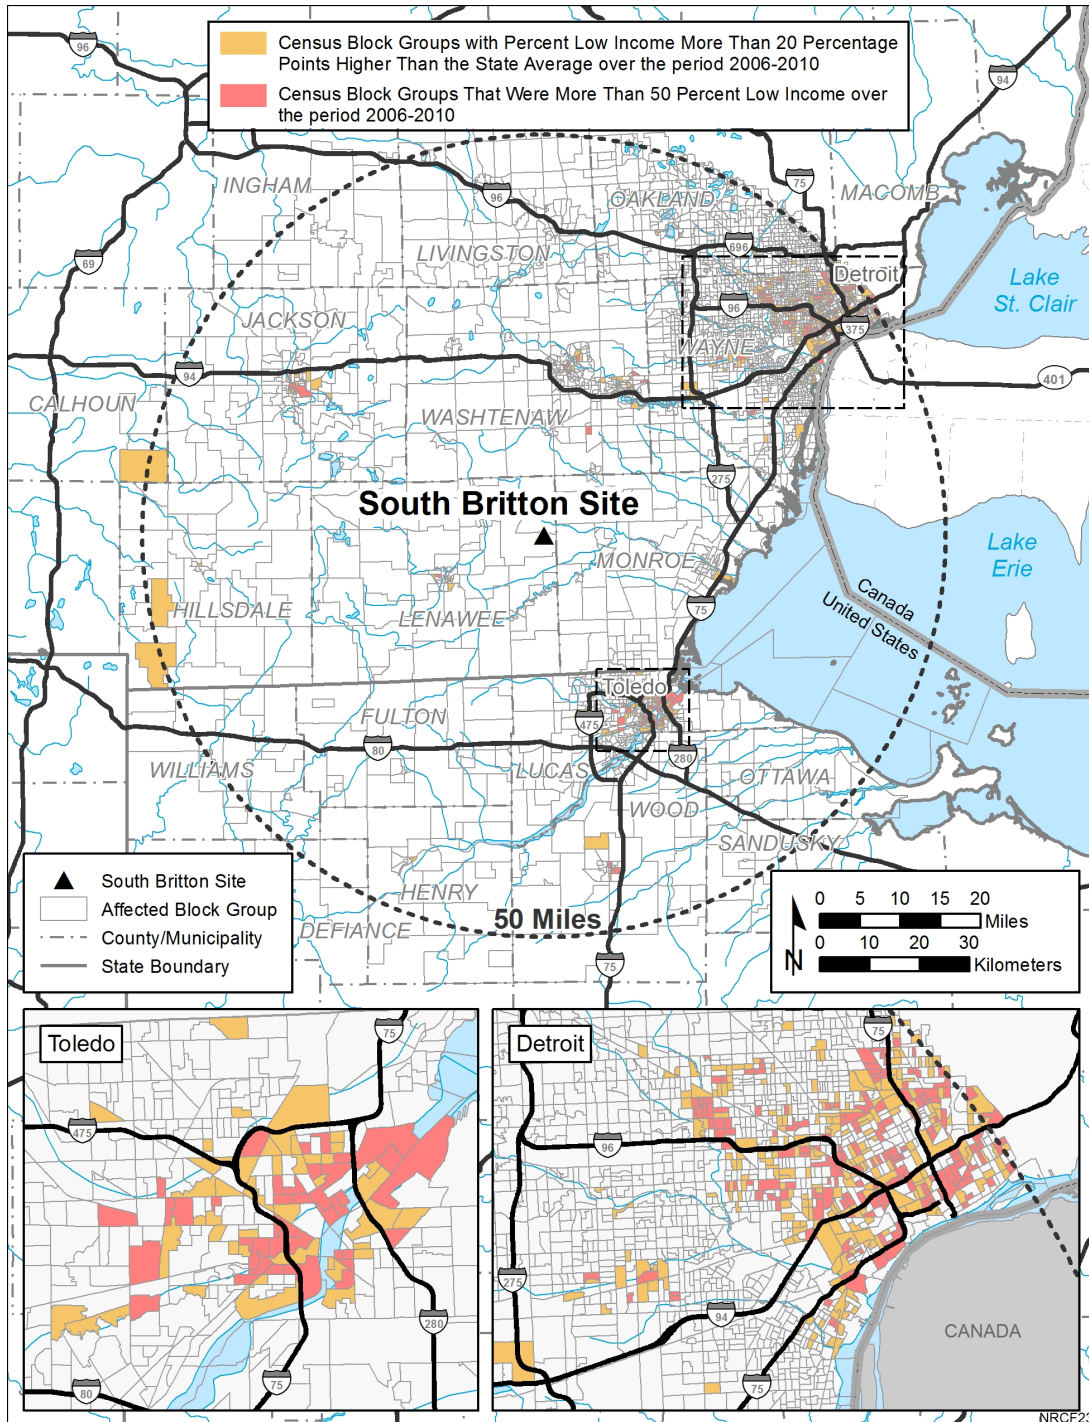 Census Block Groups with Percent Low Income More Than 20 Percentage
Points Higher Than the State Average over the period 2006-2010
Census Block Groups That Were More Than 50 Percent Low Income over
the period 2006-2010
96
94
75
MACOMB
INGHAM
OAKLAND
96
LIVINGSTON
696
69
Detroit
Lake
St. Clair
96
375
JACKSON
WAYNE
94
401
CALHOUN
WASHTENAW
275
South Britton Site
Lake
Erie
MONROE
Canada
United States
HILLSDALE
LENAWEE
75
Toledo
475
FULTON
80
280
WILLIAMS
LUCAS
OTTAWA
WOOD
SANDUSKY
HENRY
DEFIANCE
50 Miles
75
South Britton Site
Affected Block Group
County/Municipality
State Boundary
0 5 10 15 20
Miles
0 10 20 30
Kilometers
N
Toledo
75
475
280
75
80
Detroit
75
96
275
94
75
CANADA